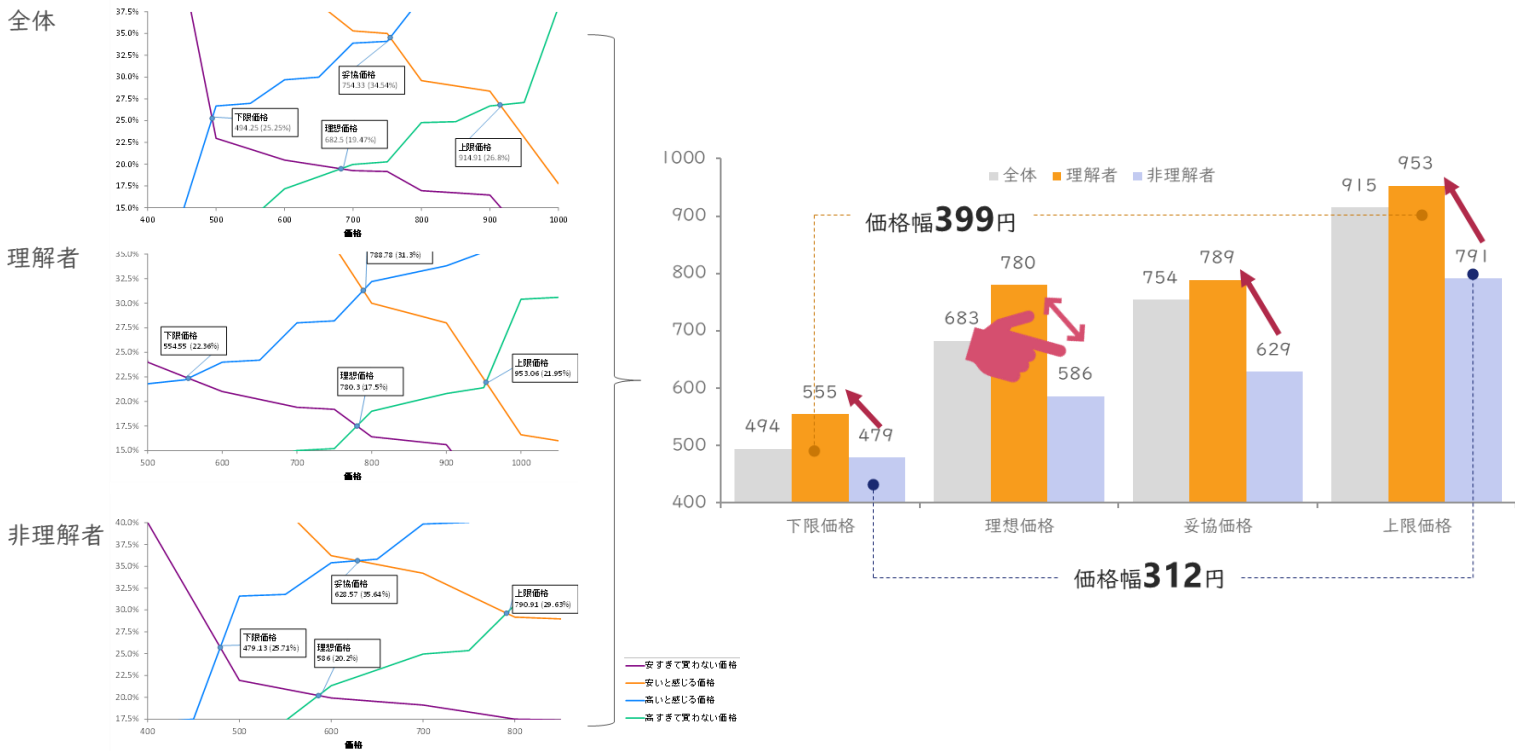 全体
37.5%
35.0%
32.5%
30.0%
27.5%
25.0%
22.5%
20.0%
17.5%
15.0%
400 500 600 700 800 900 1000
価格
下限価格
494.25 (25.25%)
妥協価格
754.33 (34.54%)
理想価格
682.5 (19.47%)
上限価格
914.91 (26.8%)
理解者
35.0%
32.5%
30.0%
27.5%
25.0%
22.5%
20.0%
17.5%
15.0%
500 600 700 800 900 1000
価格
788.78 (31.3%)
下限価格
554.55 (22.36%)
理想価格
780.3 (17.5%)
上限価格
953.06 (21.95%)
非理解者
40.0%
37.5%
35.0%
32.5%
30.0%
27.5%
25.0%
22.5%
20.0%
17.5%
400 500 600 700 800
価格
妥協価格
628.57 (35.64%)
上限価格
790.91 (29.63%)
下限価格
479.13 (25.71%)
理想価格
586 (20.2%)
安すぎて買わない価格
安いと感じる価格
高いと感じる価格
高すぎて買わない価格
全体 理解者 非理解者
価格幅399円
1000
900
800
700
600
500
400
494 555 479
683 780 586
754 789 629
915 953 791
下限価格 理想価格 妥協価格 上限価格
価格幅312円